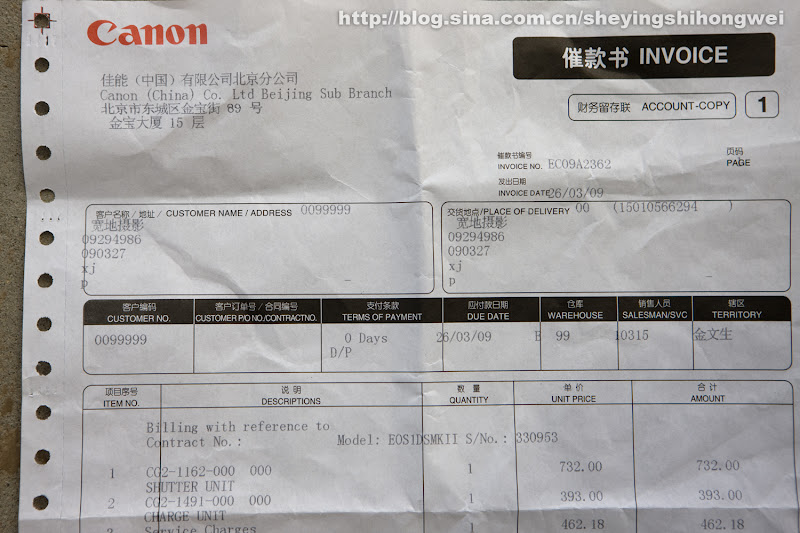 http://blog.sina.com.cn/sheyingshihongwei
Canon
催款书 INVOICE
佳能（中国）有限公司北京分公司
Canon (China) Co. Ltd Beijing Sub Branch
北京市东城区金宝街 89 号
金宝大厦 15 层
财务留存联 ACCOUNT-COPY 1
催款书编号 页码
INVOICE NO. EC09A2362 PAGE
发出日期
INVOICE DATE 26/03/09
客户名称/地址/ CUSTOMER NAME / ADDRESS 0099999
宽地摄影
09294986
090327
xj
p -
交货地点/PLACE OF DELIVERY 00 (15010566294 )
宽地摄影
09294986
090327
xj
p -
客户编码 客户订单号/合同编号 支付条款 应付款日期 仓库 销售人员 辖区
CUSTOMER NO. CUSTOMER P/O NO./CONTRACTNO. TERMS OF PAYMENT DUE DATE WAREHOUSE SALESMAN/SVC TERRITORY
0099999 0 Days 26/03/09 E 99 10315 金文生
D/P
项目序号 说 明 数 量 单 价 合 计
ITEM NO. DESCRIPTIONS QUANTITY UNIT PRICE AMOUNT
Billing with reference to
Contract No.: Model: EOS1DSMKII S/No.: 330953
1 CG2-1162-000 000 1 732.00 732.00
SHUTTER UNIT
2 CG2-1491-000 000 1 393.00 393.00
CHARGE UNIT
3 Service Charges 1 462.18 462.18